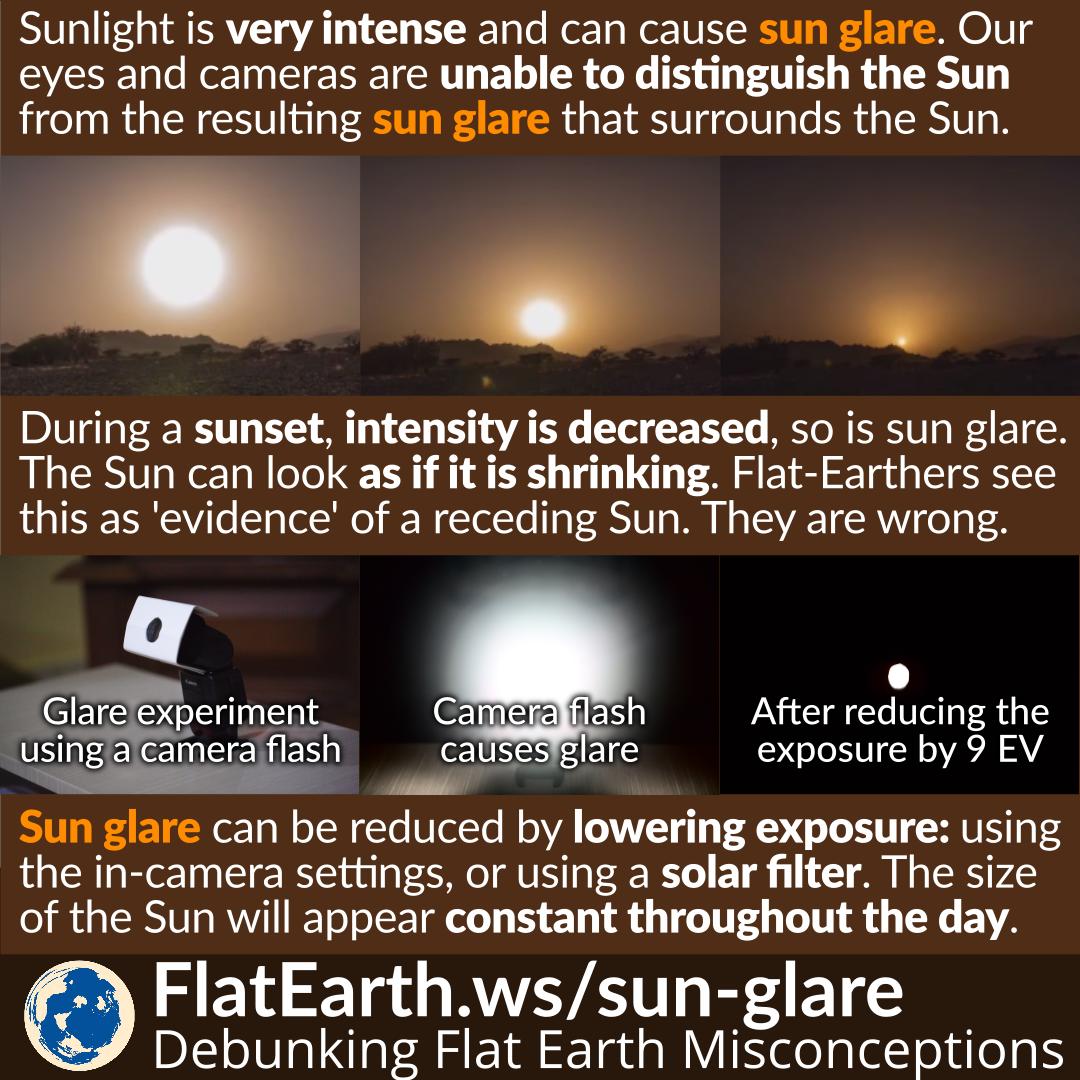 Sunlight is very intense and can cause sun glare. Our
eyes and cameras are unable to distinguish the Sun
from the resulting sun glare that surrounds the Sun.
During a sunset, intensity is decreased, so is sun glare.
The Sun can look as if it is shrinking. Flat-Earthers see
this as 'evidence' of a receding Sun. They are wrong.
Glare experiment
using a camera flash
Camera flash
causes glare
After reducing the
exposure by 9 EV
Sun glare can be reduced by lowering exposure: using
the in-camera settings, or using a solar filter. The size
of the Sun will appear constant throughout the day.
FlatEarth.ws/sun-glare
Debunking Flat Earth Misconceptions